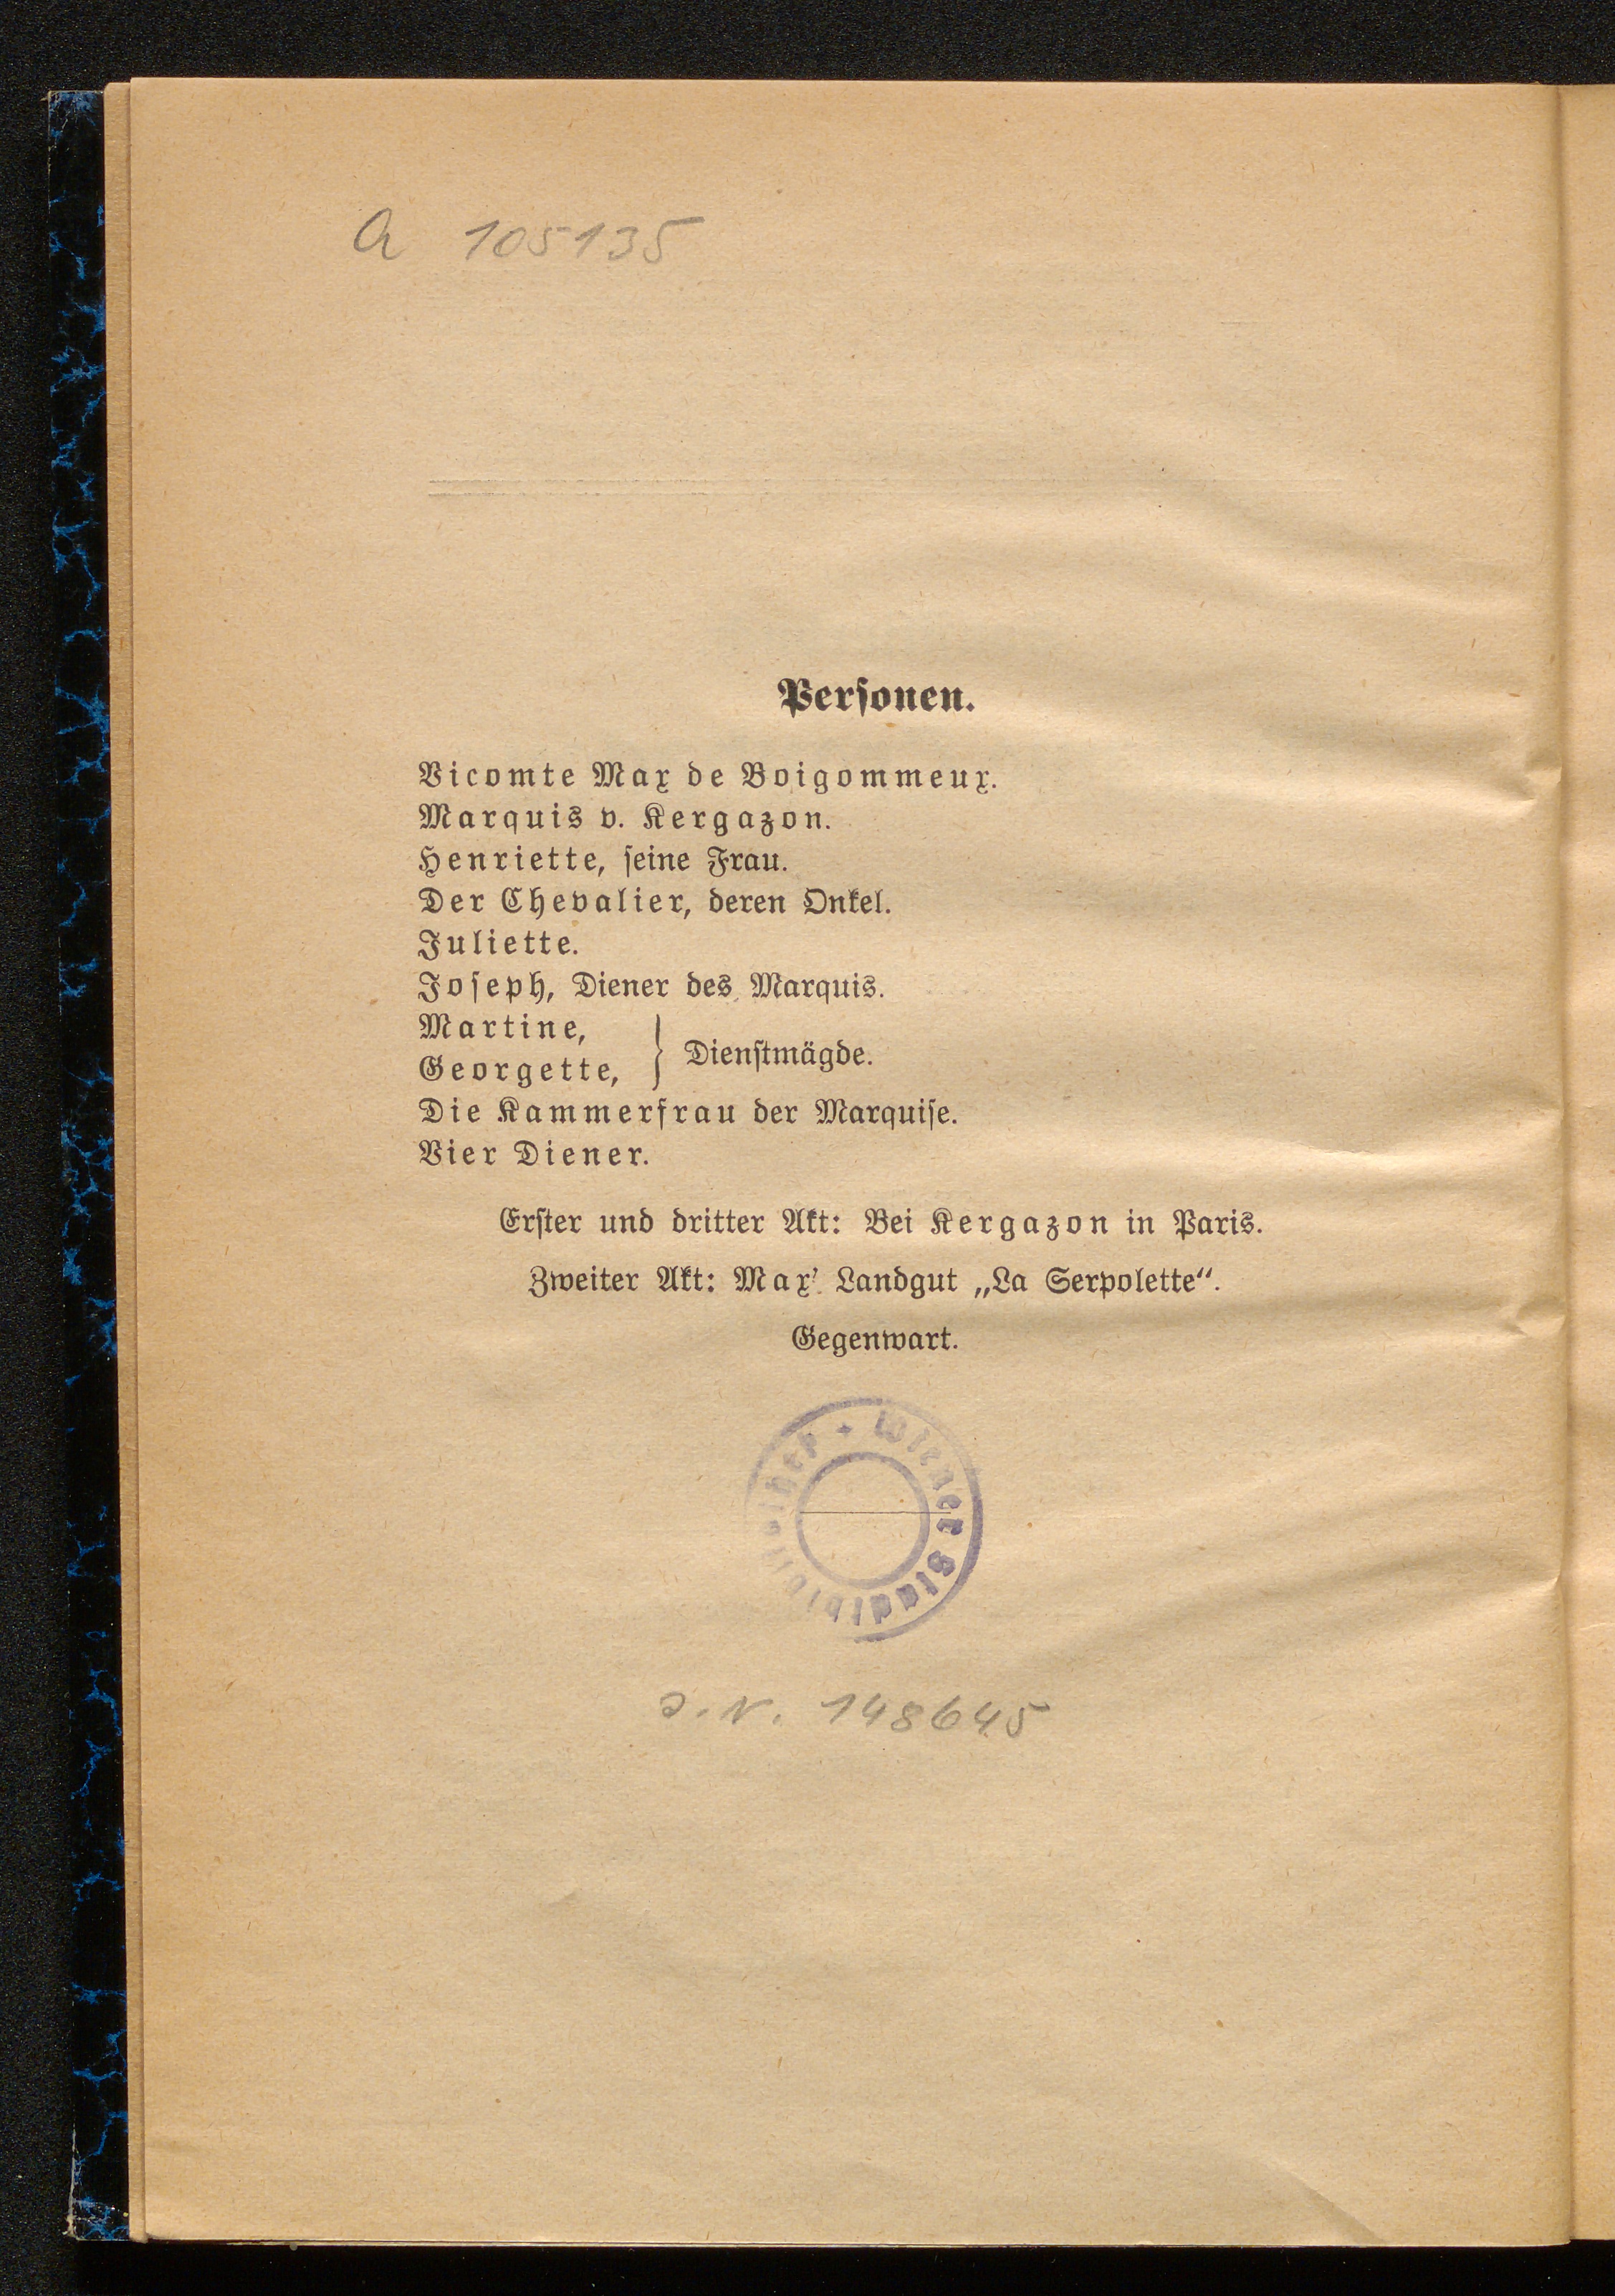 A 105135
Personen.
Vicomte Max de Boigommeux.
Marquis v. Kergazon.
Henriette, ſeine Frau.
Der Chevalier, deren Onkel.
Juliette.
Joſeph, Diener des Marquis.
Martine,
Georgette, } Dienſtmägde.
Die Kammerfrau der Marquiſe.
Vier Diener.
Erſter und dritter Akt: Bei Kergazon in Paris.
Zweiter Akt: Max' Landgut „La Serpolette“.
Gegenwart.
Wiener Stadtbibliothek
J.N. 148645